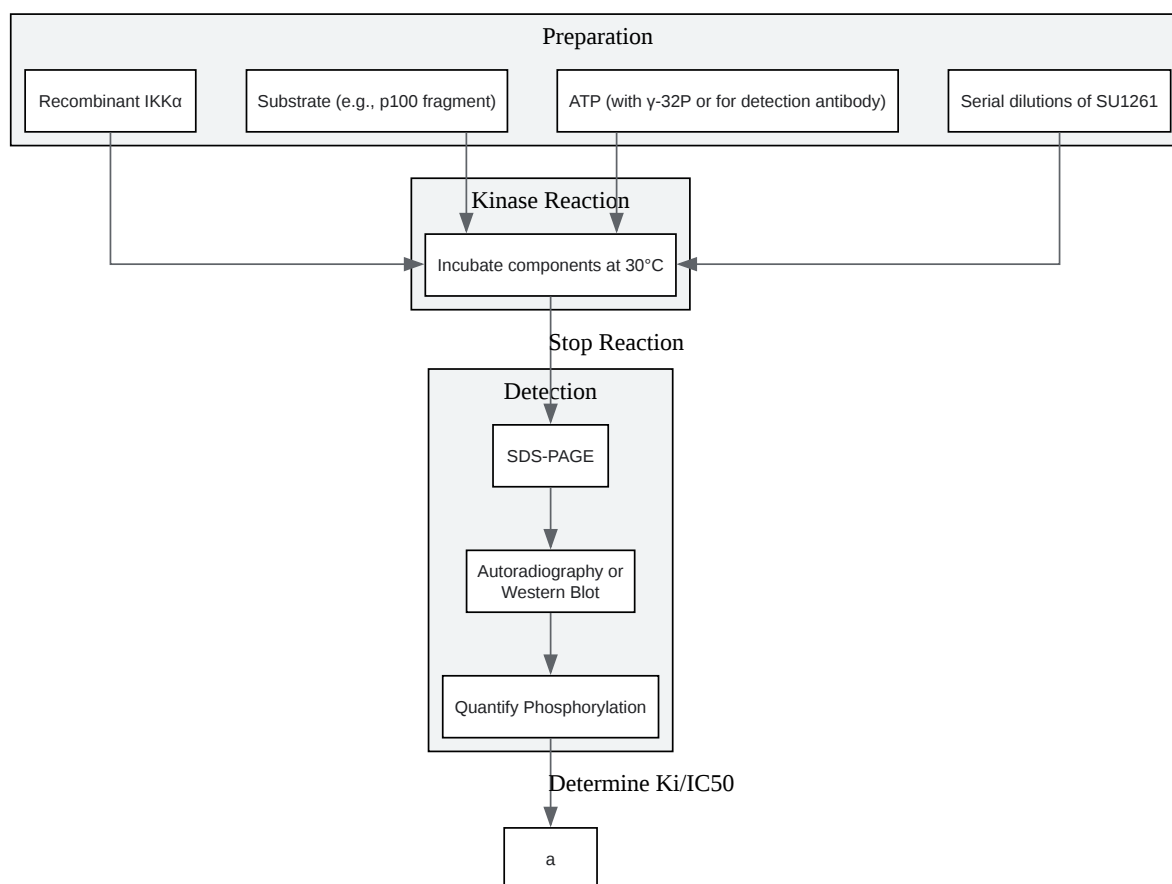 Preparation
Recombinant IKKα
Substrate (e.g., p100 fragment)
ATP (with γ-32P or for detection antibody)
Serial dilutions of SU1261
Kinase Reaction
Incubate components at 30°C
Stop Reaction
Detection
SDS-PAGE
Autoradiography or
Western Blot
Quantify Phosphorylation
Determine Ki/IC50
a